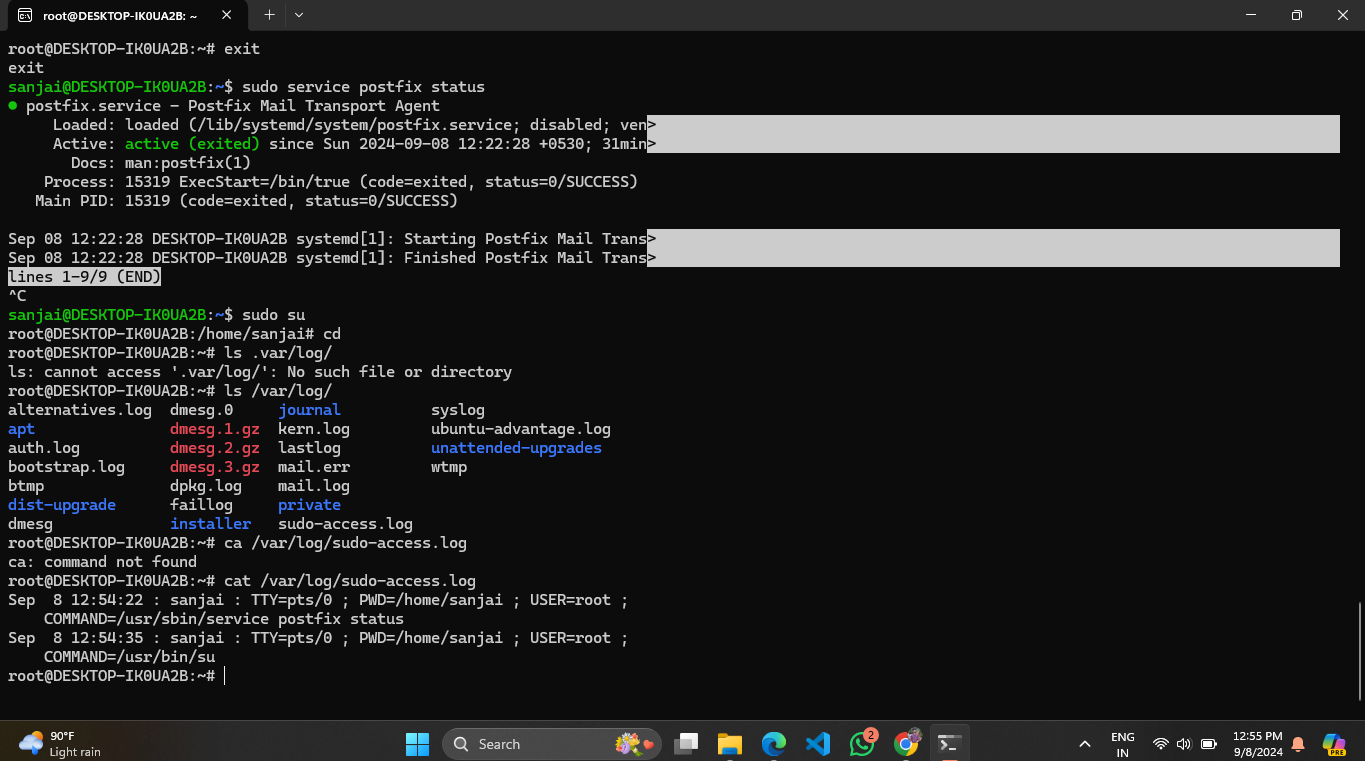 root@DESKTOP-IK0UA2B: ~
root@DESKTOP-IK0UA2B:~# exit
exit
sanjai@DESKTOP-IK0UA2B:~$ sudo service postfix status
● postfix.service - Postfix Mail Transport Agent
     Loaded: loaded (/lib/systemd/system/postfix.service; disabled; ven>
     Active: active (exited) since Sun 2024-09-08 12:22:28 +0530; 31min>
       Docs: man:postfix(1)
    Process: 15319 ExecStart=/bin/true (code=exited, status=0/SUCCESS)
   Main PID: 15319 (code=exited, status=0/SUCCESS)
Sep 08 12:22:28 DESKTOP-IK0UA2B systemd[1]: Starting Postfix Mail Trans>
Sep 08 12:22:28 DESKTOP-IK0UA2B systemd[1]: Finished Postfix Mail Trans>
lines 1-9/9 (END)
^C
sanjai@DESKTOP-IK0UA2B:~$ sudo su
root@DESKTOP-IK0UA2B:/home/sanjai# cd
root@DESKTOP-IK0UA2B:~# ls .var/log/
ls: cannot access '.var/log/': No such file or directory
root@DESKTOP-IK0UA2B:~# ls /var/log/
alternatives.log  dmesg.0     journal          syslog
apt               dmesg.1.gz  kern.log         ubuntu-advantage.log
auth.log          dmesg.2.gz  lastlog          unattended-upgrades
bootstrap.log     dmesg.3.gz  mail.err         wtmp
btmp              dpkg.log    mail.log
dist-upgrade      faillog     private
dmesg             installer   sudo-access.log
root@DESKTOP-IK0UA2B:~# ca /var/log/sudo-access.log
ca: command not found
root@DESKTOP-IK0UA2B:~# cat /var/log/sudo-access.log
Sep  8 12:54:22 : sanjai : TTY=pts/0 ; PWD=/home/sanjai ; USER=root ;
    COMMAND=/usr/sbin/service postfix status
Sep  8 12:54:35 : sanjai : TTY=pts/0 ; PWD=/home/sanjai ; USER=root ;
    COMMAND=/usr/bin/su
root@DESKTOP-IK0UA2B:~#
90°F
Light rain
Search
2
ENG
IN
12:55 PM
9/8/2024
PRE